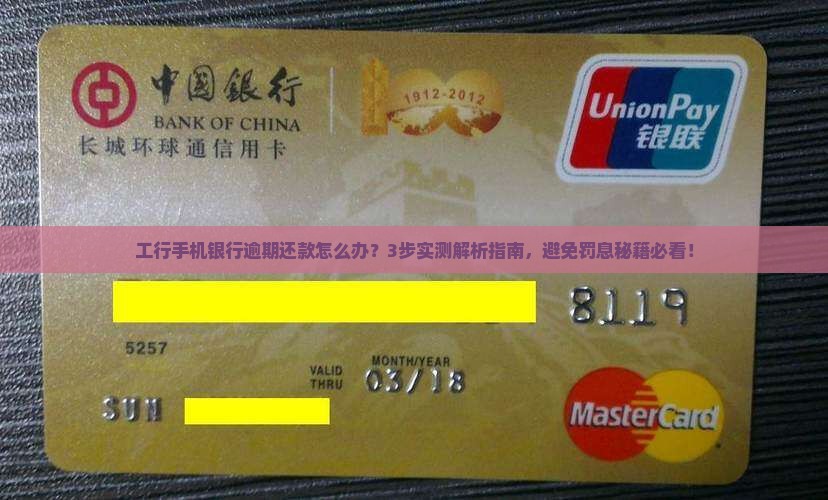 中國銀行
BANK OF CHINA
长城环球通信用卡
1912-2012
UnionPay
银联
工行手机银行逾期还款怎么办？3步实测解析指南，避免罚息秘籍必看！
8119
5257
VALID
THRU
MONTH/YEAR
03/18
SUN
MasterCard